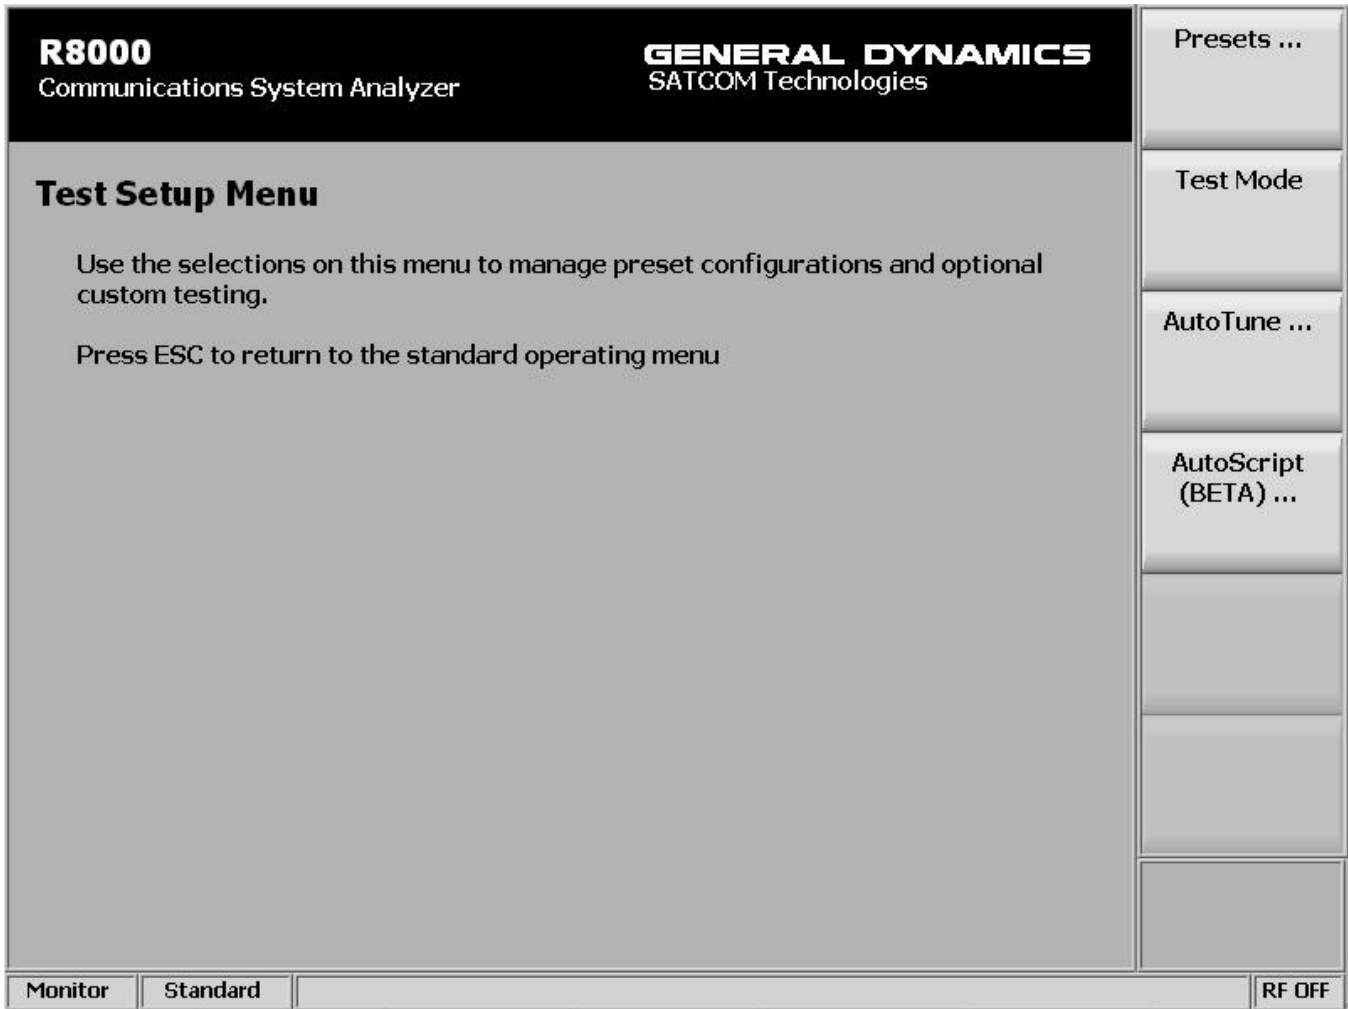 R8000
Communications System Analyzer
GENERAL DYNAMICS
SATCOM Technologies
Test Setup Menu
Use the selections on this menu to manage preset configurations and optional
custom testing.
Press ESC to return to the standard operating menu
Presets ...
Test Mode
AutoTune ...
AutoScript
(BETA) ...
Monitor
Standard
RF OFF